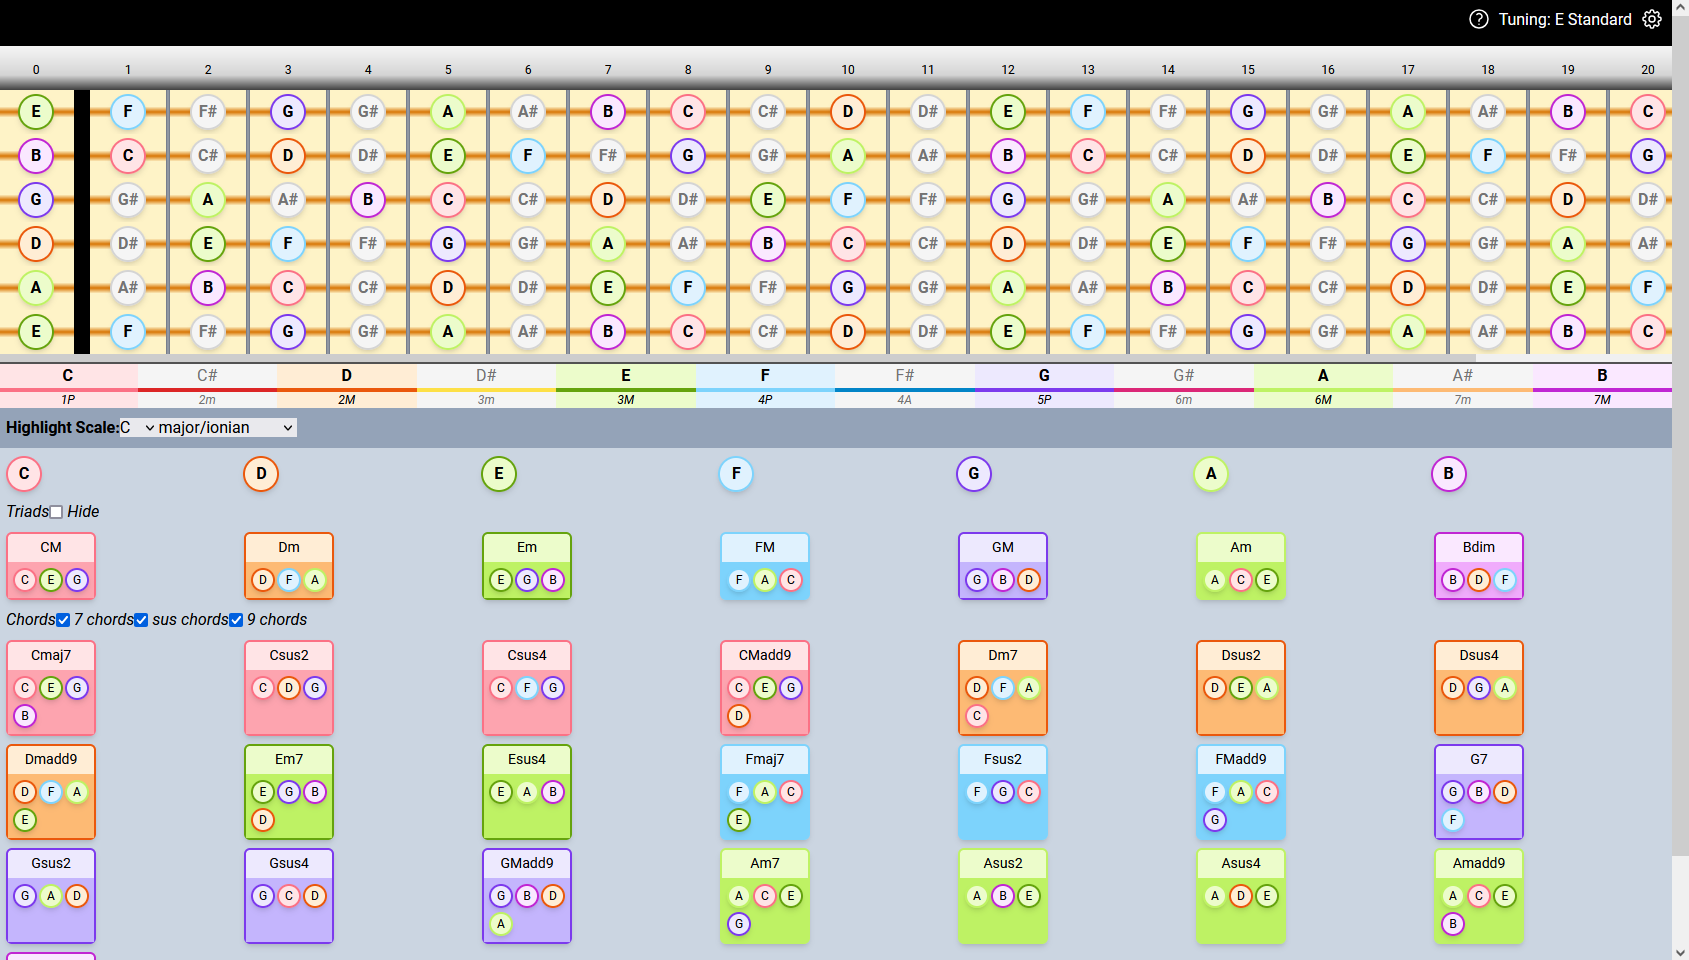 Tuning: E Standard
0 1 2 3 4 5 6 7 8 9 10 11 12 13 14 15 16 17 18 19 20
E F F# G G# A A# B C C# D D# E F F# G G# A A# B C
B C C# D D# E F F# G G# A A# B C C# D D# E F F# G
G G# A A# B C C# D D# E F F# G G# A A# B C C# D D#
D D# E F F# G G# A A# B C C# D D# E F F# G G# A A#
A A# B C C# D D# E F F# G G# A A# B C C# D D# E F
E F F# G G# A A# B C C# D D# E F F# G G# A A# B C
C C# D D# E F F# G G# A A# B
1P 2m 2M 3m 3M 4P 4A 5P 6m 6M 7m 7M
Highlight Scale: C major/ionian
C D E F G A B
Triads Hide
CM Dm Em FM GM Am Bdim
C E G D F A E G B F A C G B D A C E B D F
Chords 7 chords sus chords 9 chords
Cmaj7 Csus2 Csus4 CMadd9 Dm7 Dsus2 Dsus4
C E G C D G C F G C E G D F A D E A D G A
B D C
Dmadd9 Em7 Esus4 Fmaj7 Fsus2 FMadd9 G7
D F A E G B E A B F A C F G C F A C G B D
E D E G F
Gsus2 Gsus4 GMadd9 Am7 Asus2 Asus4 Amadd9
G A D G C D G B D A C E A B E A D E A C E
A G B